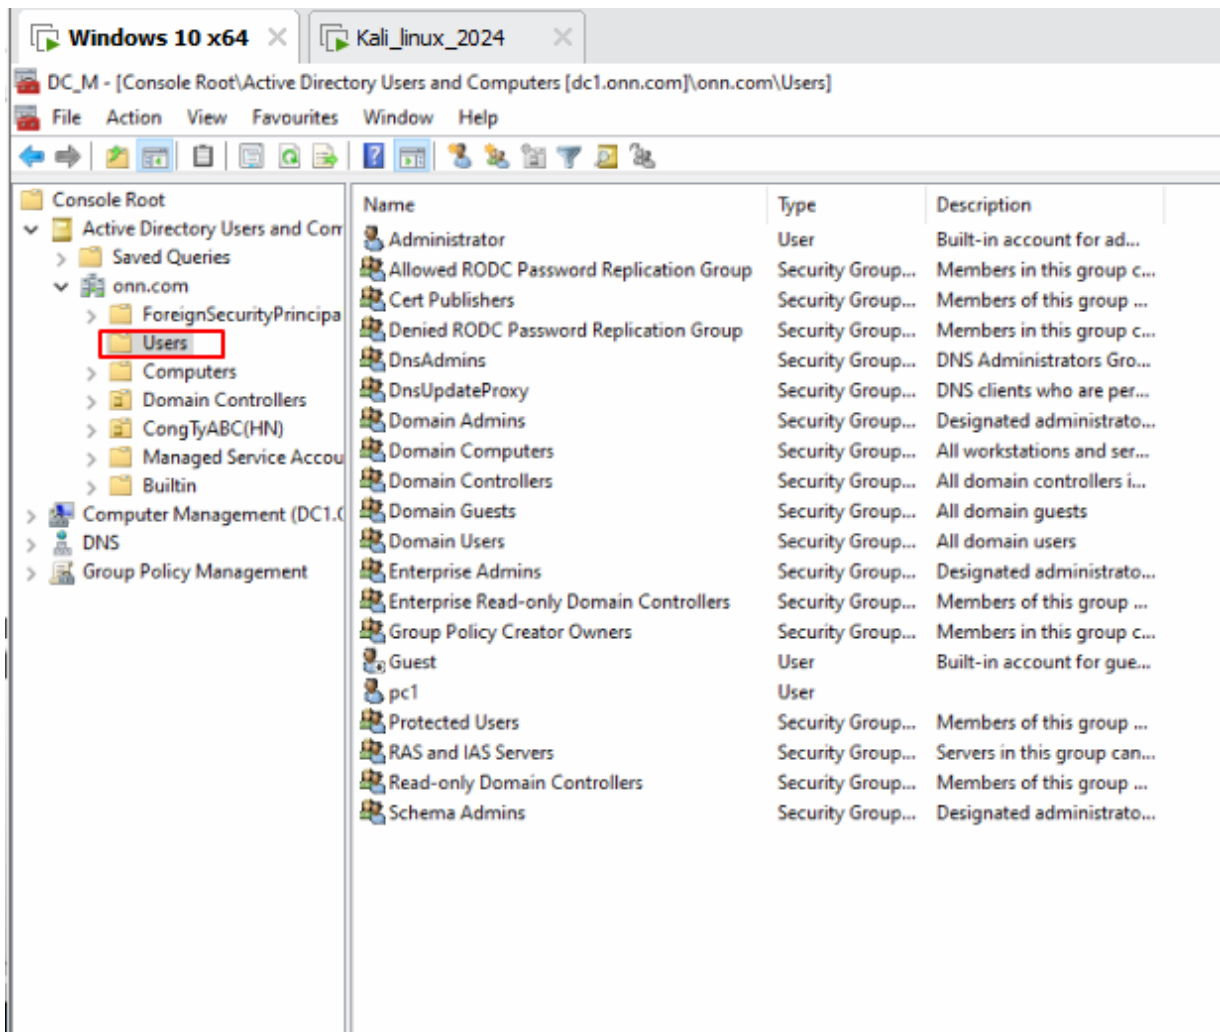 Windows 10 x64 Kali_linux_2024
DC_M - [Console Root\Active Directory Users and Computers [dc1.onn.com]\onn.com\Users]
File Action View Favourites Window Help
Console Root
Active Directory Users and Com
Saved Queries
onn.com
ForeignSecurityPrincipa
Users
Computers
Domain Controllers
CongTyABC(HN)
Managed Service Accou
Builtin
Computer Management (DC1.
DNS
Group Policy Management
Name Type Description
Administrator User Built-in account for ad...
Allowed RODC Password Replication Group Security Group... Members in this group c...
Cert Publishers Security Group... Members of this group ...
Denied RODC Password Replication Group Security Group... Members in this group c...
DnsAdmins Security Group... DNS Administrators Gro...
DnsUpdateProxy Security Group... DNS clients who are per...
Domain Admins Security Group... Designated administrato...
Domain Computers Security Group... All workstations and ser...
Domain Controllers Security Group... All domain controllers i...
Domain Guests Security Group... All domain guests
Domain Users Security Group... All domain users
Enterprise Admins Security Group... Designated administrato...
Enterprise Read-only Domain Controllers Security Group... Members of this group ...
Group Policy Creator Owners Security Group... Members in this group c...
Guest User Built-in account for gue...
pc1 User
Protected Users Security Group... Members of this group ...
RAS and IAS Servers Security Group... Servers in this group can...
Read-only Domain Controllers Security Group... Members of this group ...
Schema Admins Security Group... Designated administrato...